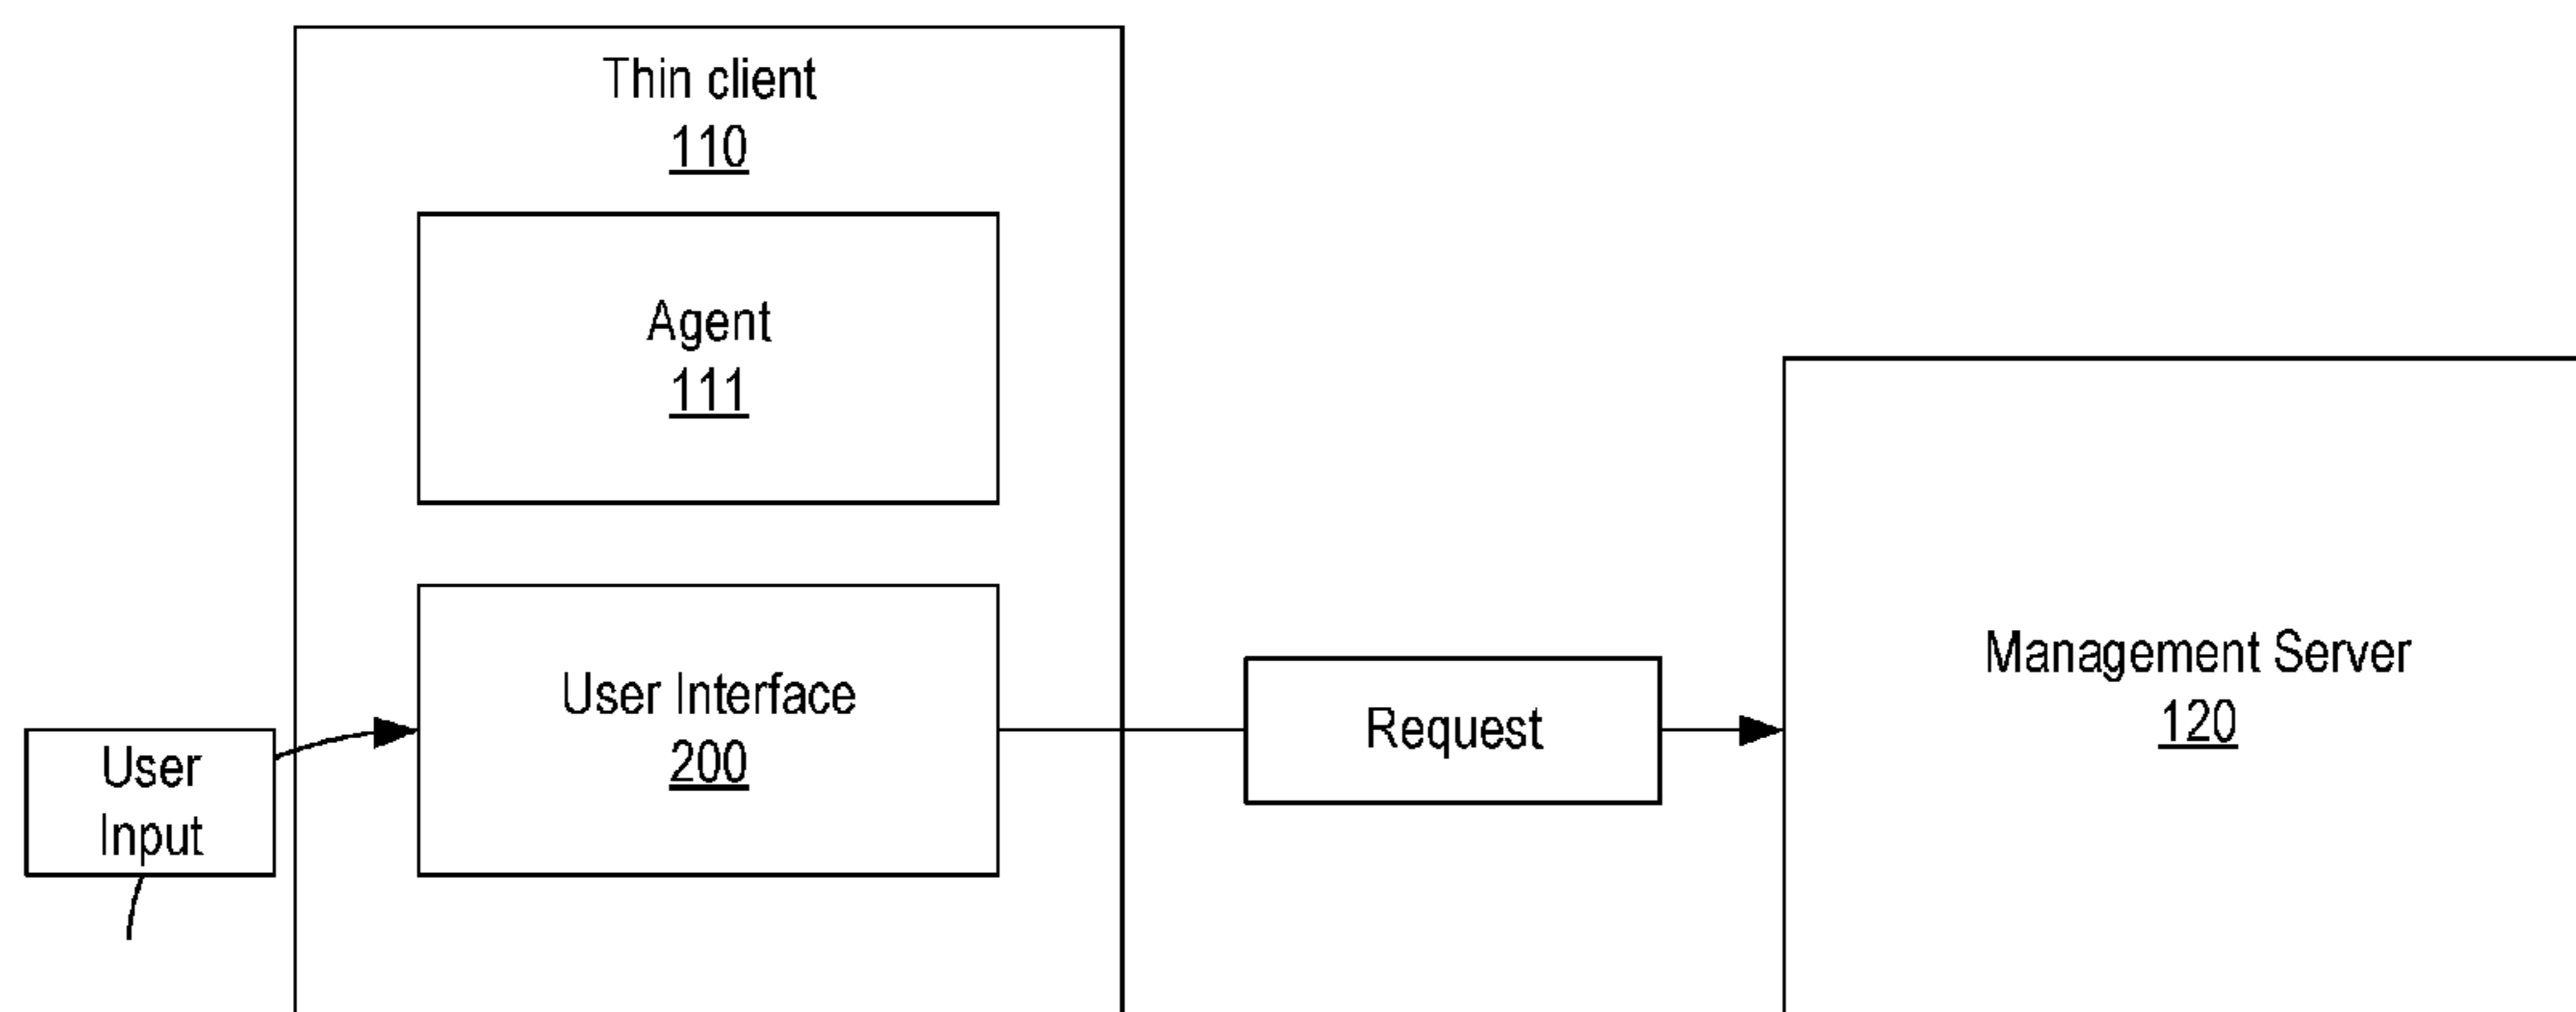 Thin client
110
Agent
111
User Interface
200
User
Input
Request
Management Server
120